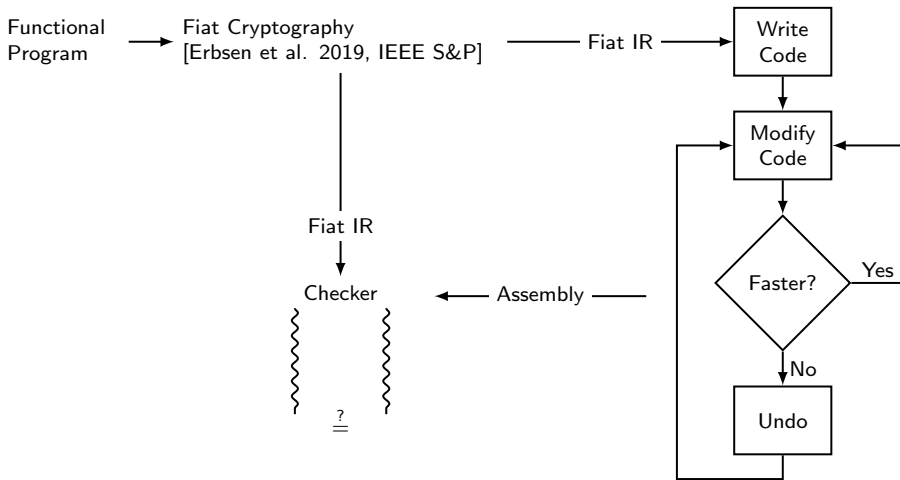 Functional
Program
Fiat Cryptography
[Erbsen et al. 2019, IEEE S&P]
Fiat IR
Write
Code
Modify
Code
Fiat IR
Faster?
Yes
Checker
Assembly
No
?
=
Undo